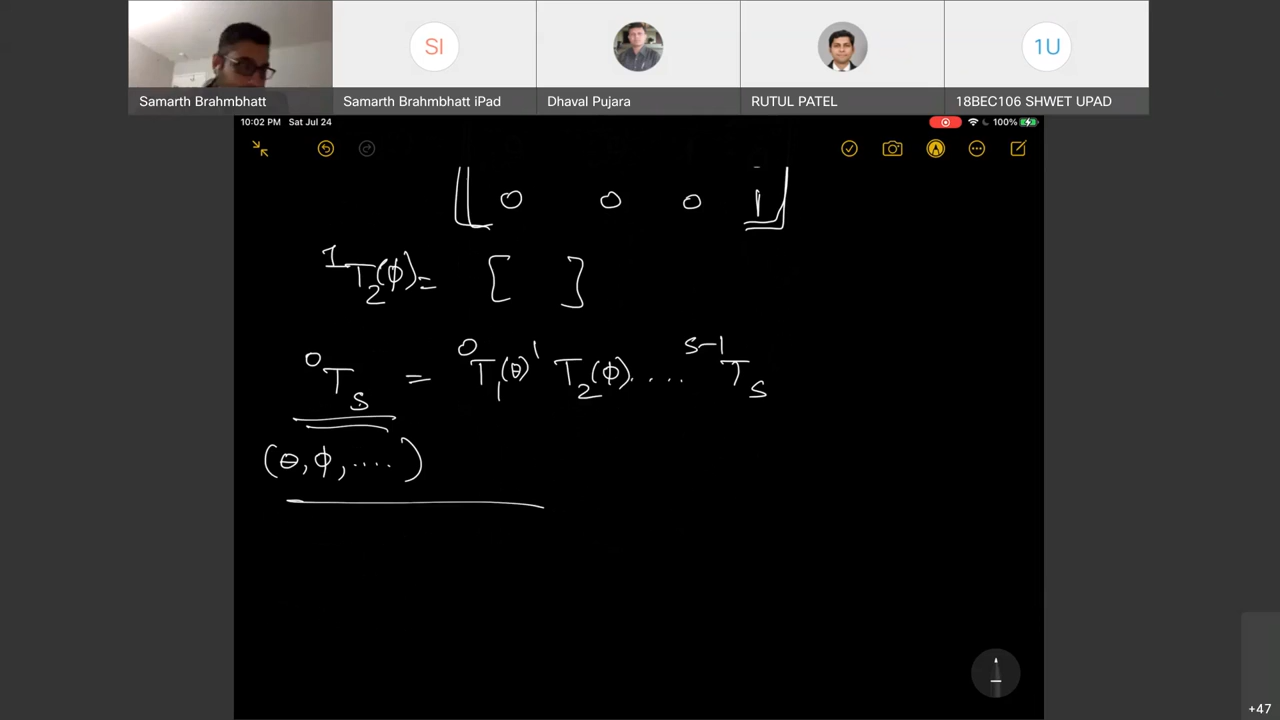 SI
1U
Samarth Brahmbhatt
Samarth Brahmbhatt iPad
Dhaval Pujara
RUTUL PATEL
18BEC106 SHWET UPAD
10:02 PM Sat Jul 24
100%
0 0 0 1
¹T₂(ϕ) = [ ]
⁰Tₛ = ⁰T₁(θ) ¹T₂(ϕ) .... ˢ⁻¹Tₛ
(θ, ϕ, ....)
+47